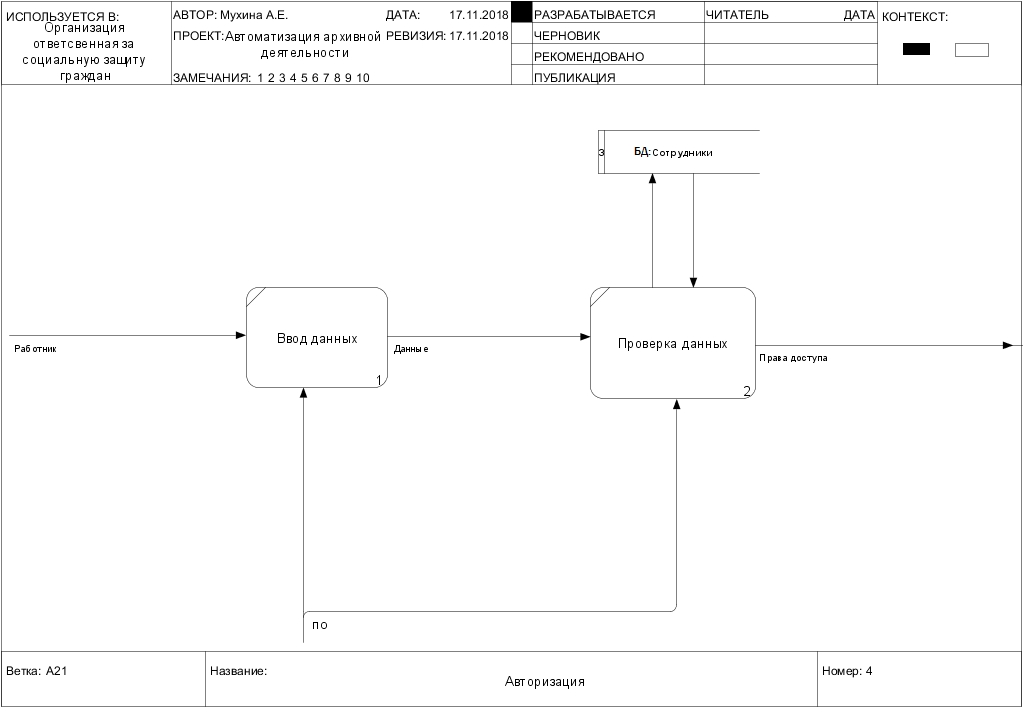 ИСПОЛЬЗУЕТСЯ В:
Организация
ответсвенная за
социальную защиту
граждан
АВТОР: Мухина А.Е.
ДАТА: 17.11.2018
ПРОЕКТ:Автоматизация архивной
деятельности
РЕВИЗИЯ: 17.11.2018
ЗАМЕЧАНИЯ: 1 2 3 4 5 6 7 8 9 10
РАЗРАБАТЫВАЕТСЯ
ЧЕРНОВИК
РЕКОМЕНДОВАНО
ПУБЛИКАЦИЯ
ЧИТАТЕЛЬ
ДАТА
КОНТЕКСТ:
3
БД:Сотрудники
Ввод данных
1
Проверка данных
2
Работник
Данные
Права доступа
ПО
Ветка: A21
Название:
Авторизация
Номер: 4